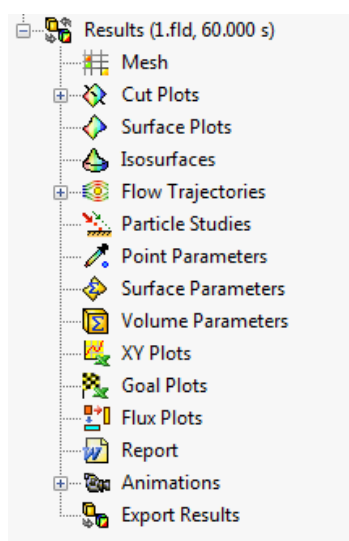 Results (1.fld, 60.000 s)
Mesh
Cut Plots
Surface Plots
Isosurfaces
Flow Trajectories
Particle Studies
Point Parameters
Surface Parameters
Volume Parameters
XY Plots
Goal Plots
Flux Plots
Report
Animations
Export Results